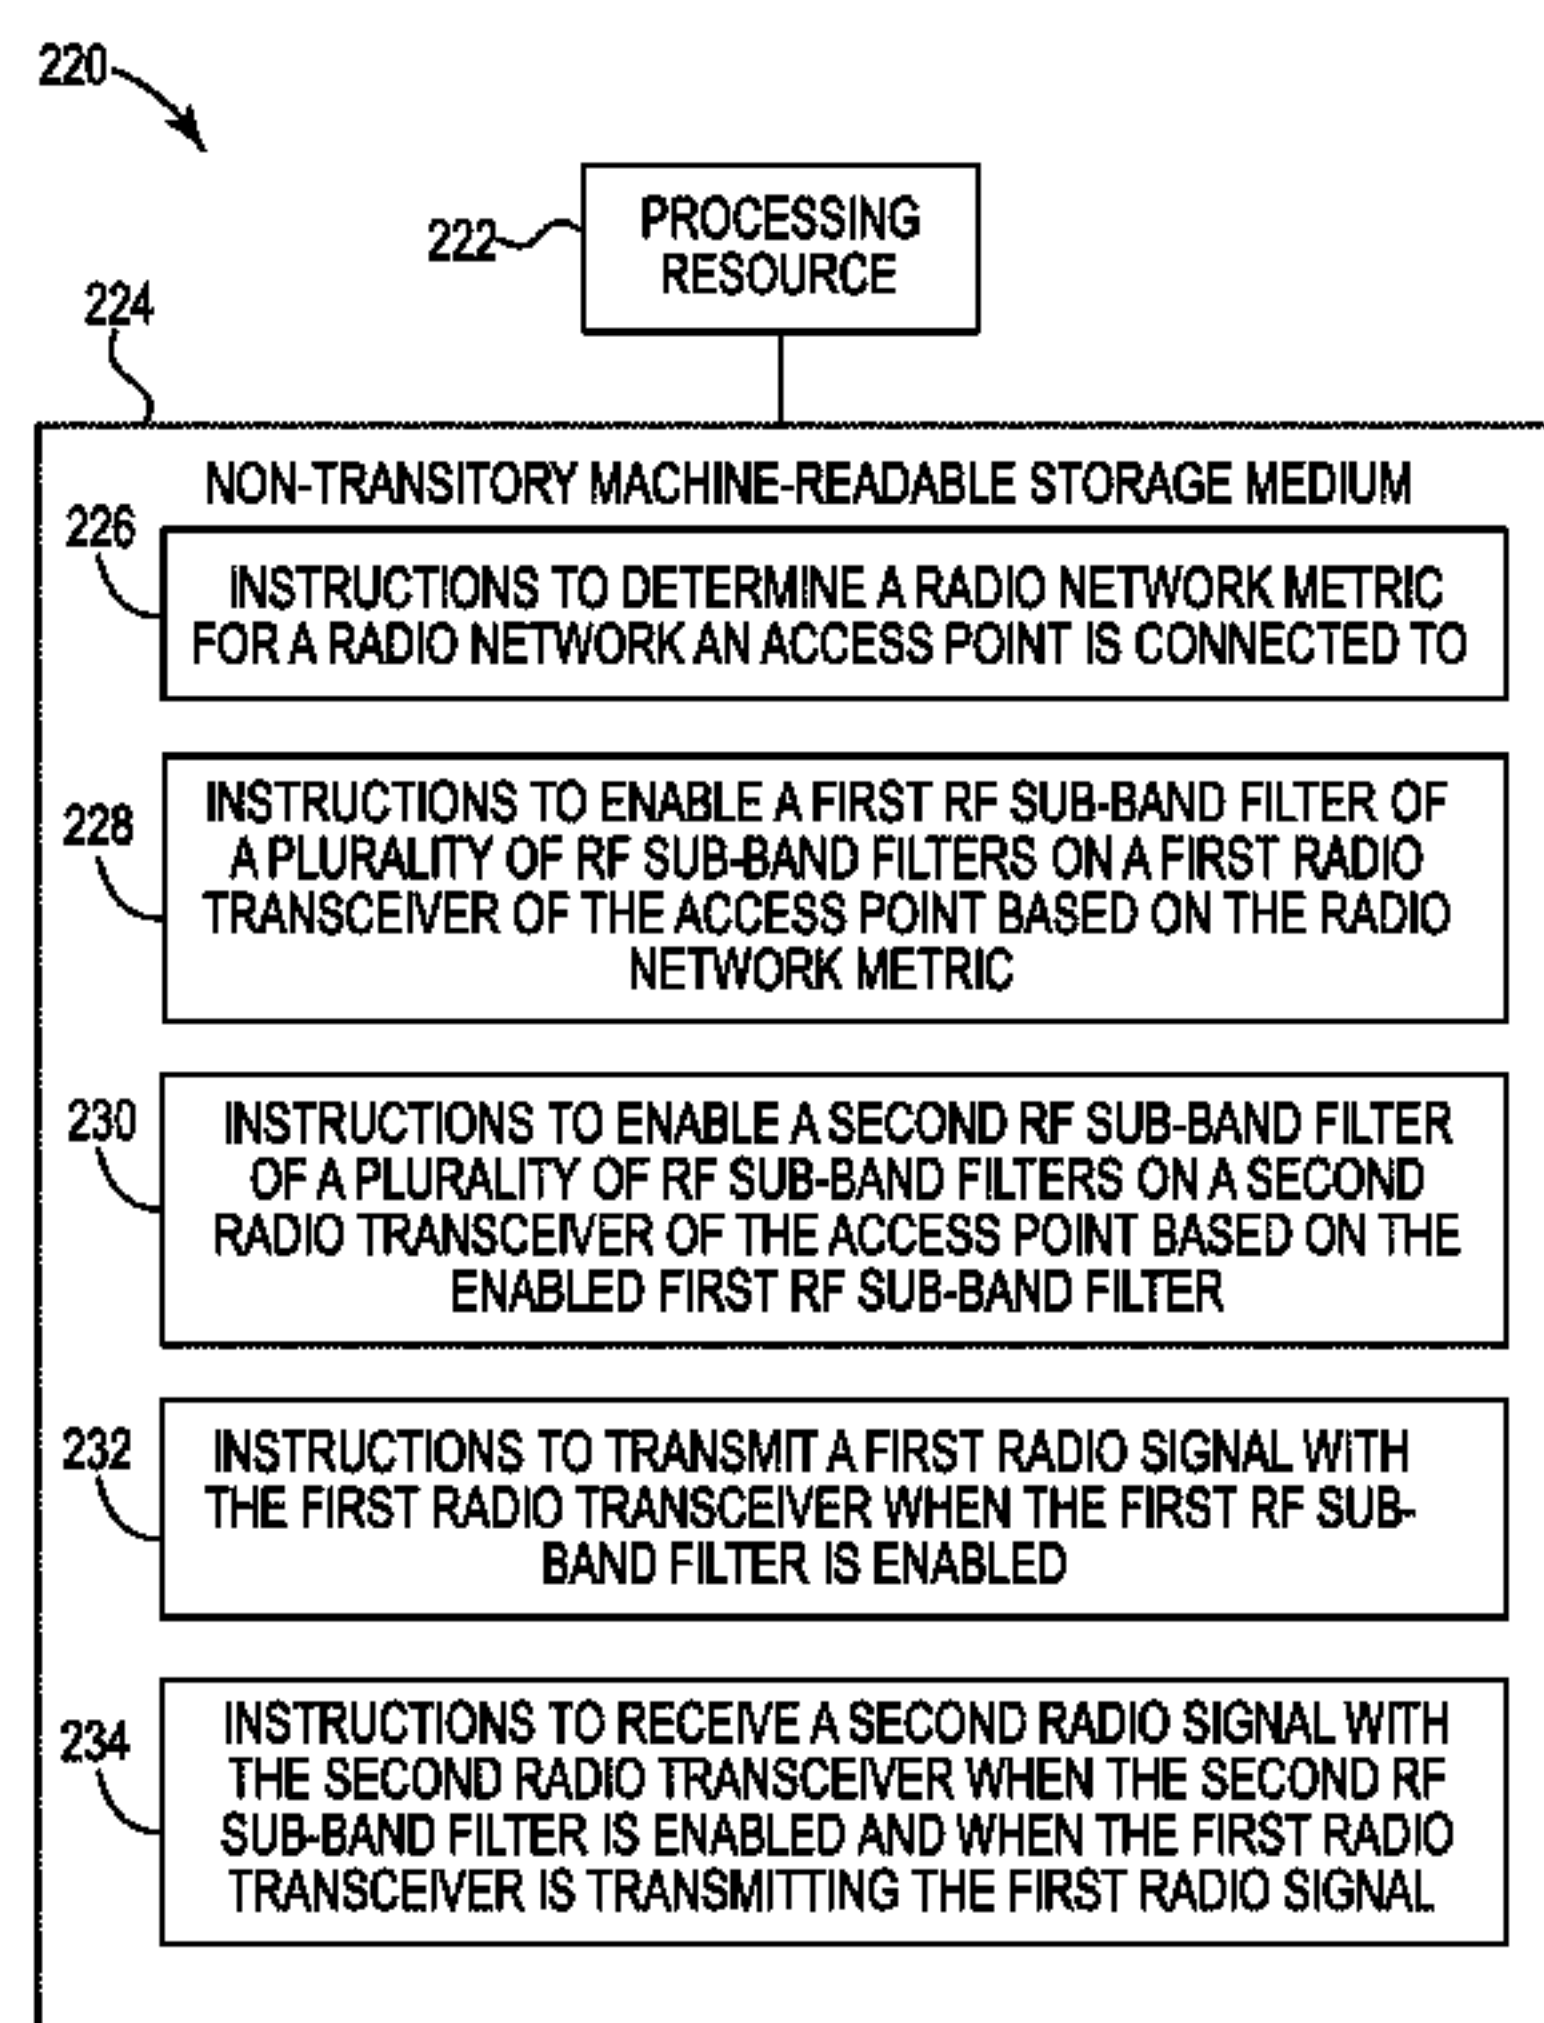 220
PROCESSING
222
RESOURCE
224
NON-TRANSITORY MACHINE-READABLE STORAGE MEDIUM
226
INSTRUCTIONS TO DETERMINE A RADIO NETWORK METRIC
FOR A RADIO NETWORK AN ACCESS POINT IS CONNECTED TO
228
INSTRUCTIONS TO ENABLE A FIRST RF SUB-BAND FILTER OF
A PLURALITY OF RF SUB-BAND FILTERS ON A FIRST RADIO
TRANSCEIVER OF THE ACCESS POINT BASED ON THE RADIO
NETWORK METRIC
230
INSTRUCTIONS TO ENABLE A SECOND RF SUB-BAND FILTER
OF A PLURALITY OF RF SUB-BAND FILTERS ON A SECOND
RADIO TRANSCEIVER OF THE ACCESS POINT BASED ON THE
ENABLED FIRST RF SUB-BAND FILTER
232
INSTRUCTIONS TO TRANSMIT A FIRST RADIO SIGNAL WITH
THE FIRST RADIO TRANSCEIVER WHEN THE FIRST RF SUB-
BAND FILTER IS ENABLED
234
INSTRUCTIONS TO RECEIVE A SECOND RADIO SIGNAL WITH
THE SECOND RADIO TRANSCEIVER WHEN THE SECOND RF
SUB-BAND FILTER IS ENABLED AND WHEN THE FIRST RADIO
TRANSCEIVER IS TRANSMITTING THE FIRST RADIO SIGNAL